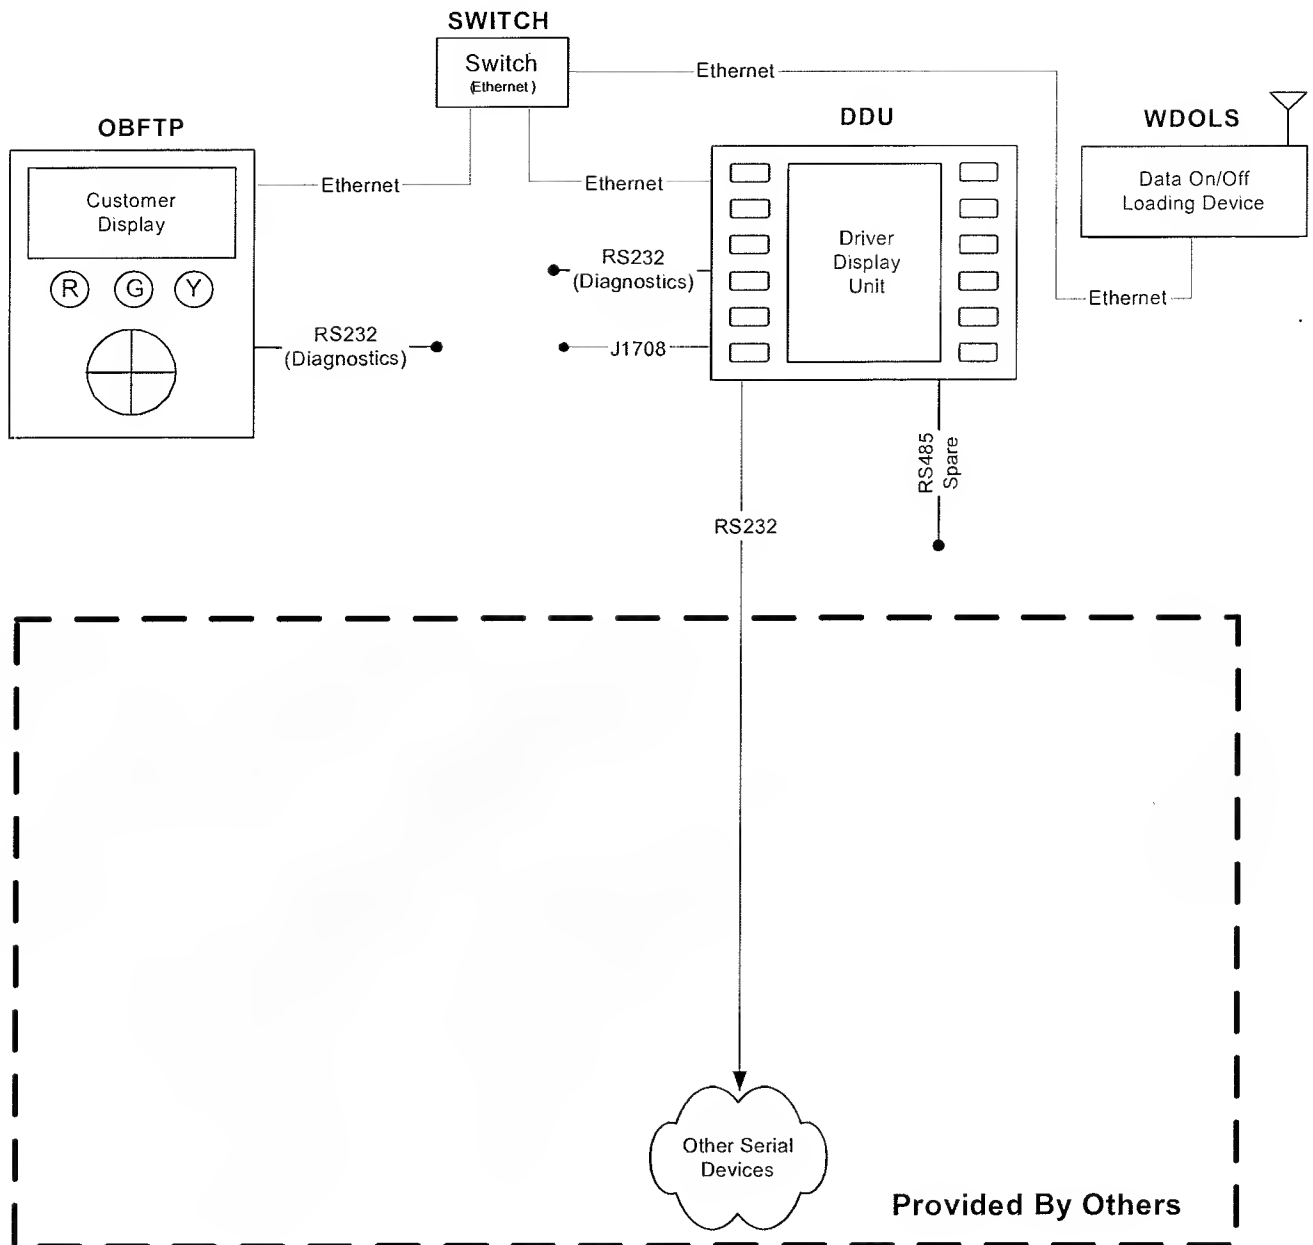 SWITCH
Switch
(Ethernet)
Ethernet
OBFTP
DDU
WDOLS
Customer
Display
R G Y
Ethernet
Ethernet
Data On/Off
Loading Device
Driver
Display
Unit
RS232
(Diagnostics)
Ethernet
RS232
(Diagnostics)
J1708
RS485
Spare
RS232
Other Serial
Devices
Provided By Others